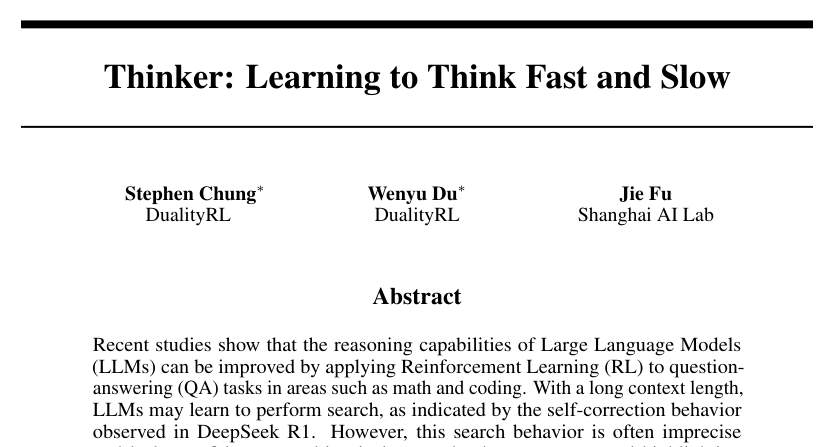 Thinker: Learning to Think Fast and Slow
Stephen Chung* Wenyu Du* Jie Fu
DualityRL DualityRL Shanghai AI Lab
Abstract
Recent studies show that the reasoning capabilities of Large Language Models
(LLMs) can be improved by applying Reinforcement Learning (RL) to question-
answering (QA) tasks in areas such as math and coding. With a long context length,
LLMs may learn to perform search, as indicated by the self-correction behavior
observed in DeepSeek R1. However, this search behavior is often imprecise